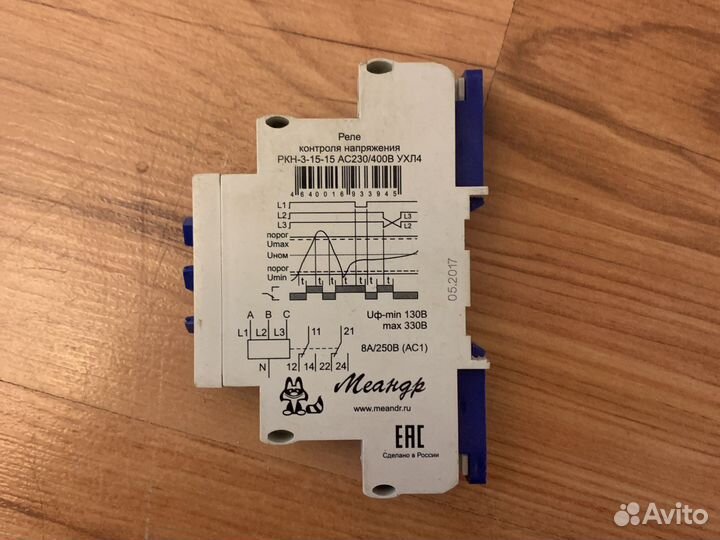 Реле
контроля напряжения
РКН-3-15-15 АС230/400В УХЛ4
4 640016 933945
L1
L2 L3
L3 L2
порог
Umax
Uном
порог
Umin
t t t t t t t
05.2017
Uф-min 130В
max 330В
A B C
L1 L2 L3
11 21
8А/250В (АС1)
N 12 14 22 24
Меандр
www.meandr.ru
EAC
Сделано в России
Avito